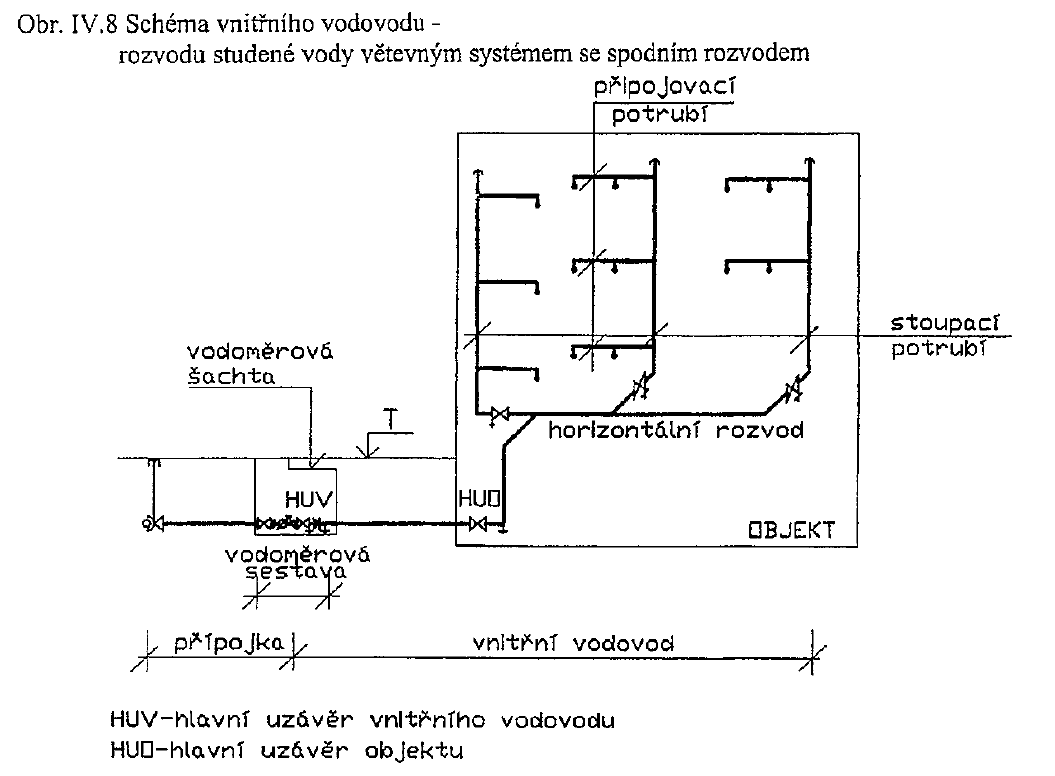 Obr. IV.8 Schéma vnitřního vodovodu -
rozvodu studené vody větevným systémem se spodním rozvodem
připojovací
potrubí
stoupací
potrubí
vodoměrová
šachta
T
horizontální rozvod
HUV
HUO
OBJEKT
vodoměrová
sestava
přípojka
vnitřní vodovod
HUV-hlavní uzávěr vnitřního vodovodu
HUO-hlavní uzávěr objektu